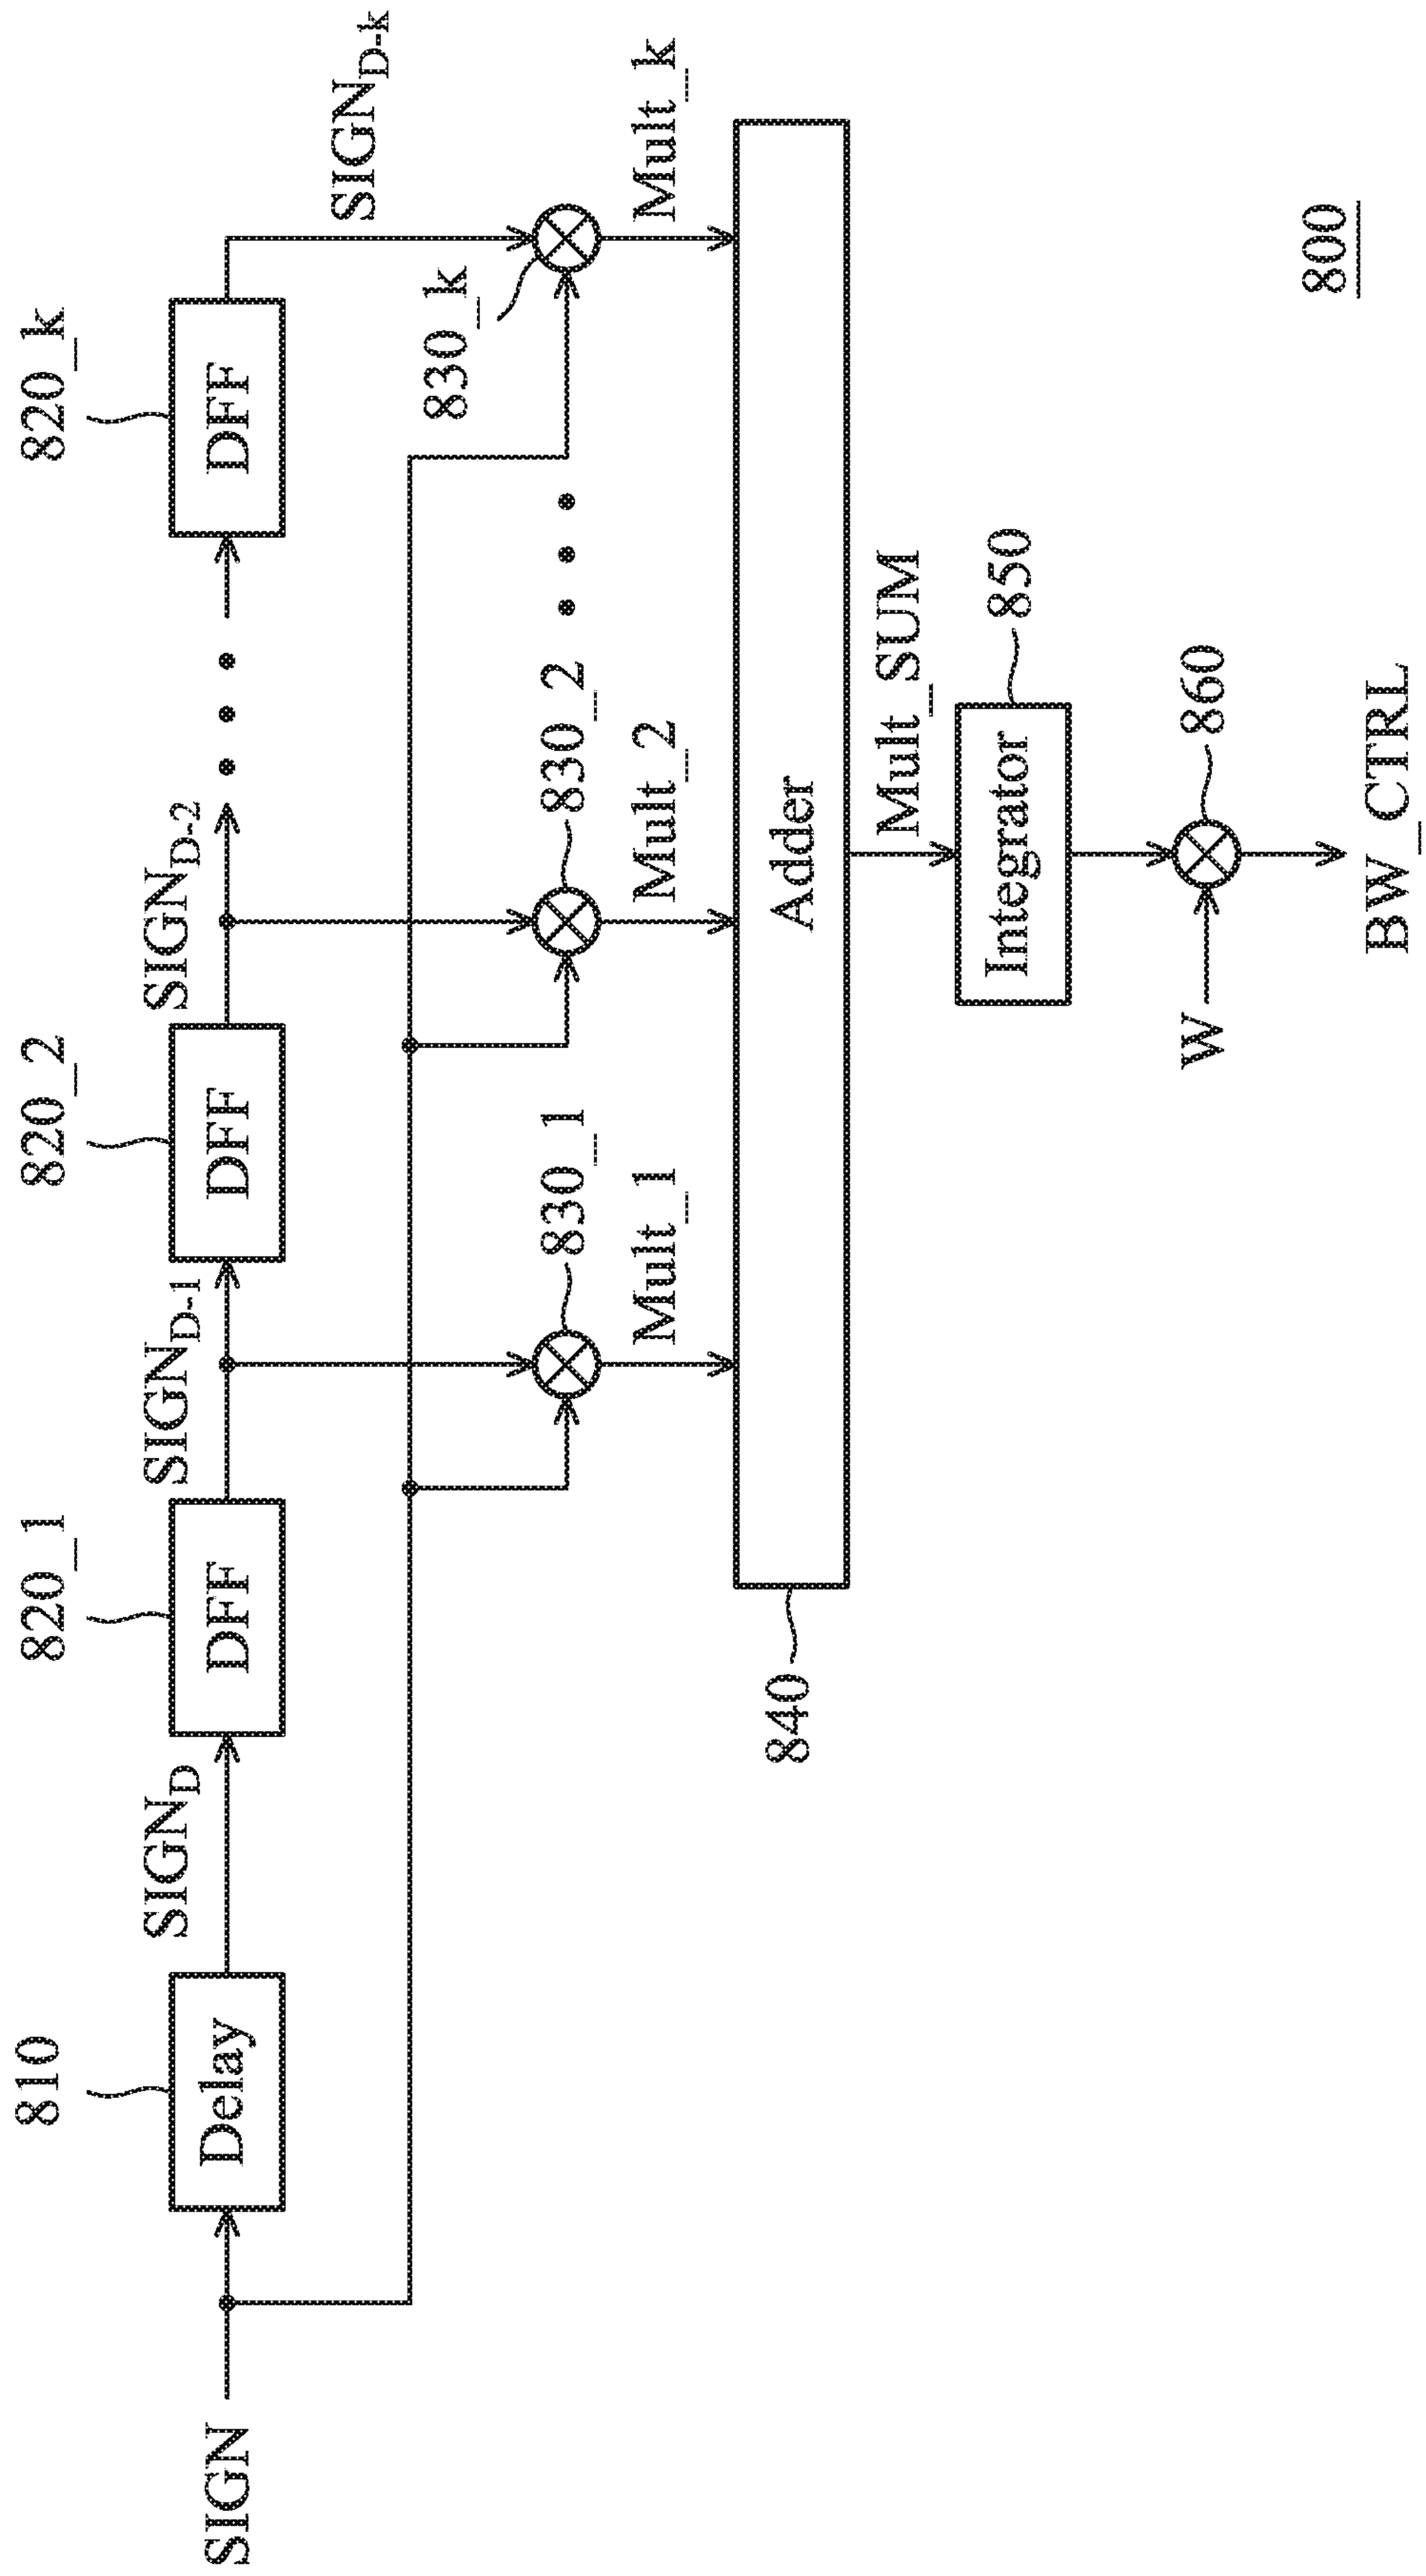 810
820_1
820_2
820_k
SIGN
Delay
SIGN_D
DFF
SIGN_D-1
DFF
SIGN_D-2
DFF
SIGN_D-k
830_1
830_2
830_k
Mult_1
Mult_2
Mult_k
840
Adder
Mult_SUM
Integrator
850
W
860
BW_CTRL
800